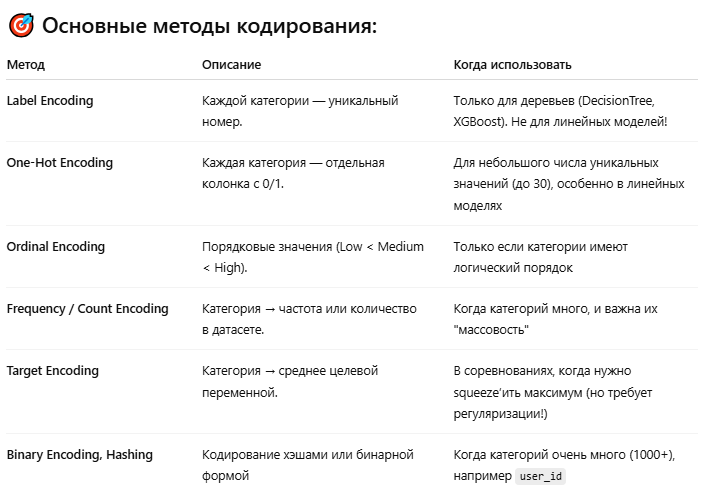 🎯 Основные методы кодирования:
Метод Описание Когда использовать
Label Encoding Каждой категории — уникальный Только для деревьев (DecisionTree,
номер. XGBoost). Не для линейных моделей!
One-Hot Encoding Каждая категория — отдельная Для небольшого числа уникальных
колонка с 0/1. значений (до 30), особенно в линейных
моделях
Ordinal Encoding Порядковые значения (Low < Medium Только если категории имеют
< High). логический порядок
Frequency / Count Encoding Категория → частота или количество Когда категорий много, и важна их
в датасете. "массовость"
Target Encoding Категория → среднее целевой В соревнованиях, когда нужно
переменной. squeeze'ить максимум (но требует
регуляризации!)
Binary Encoding, Hashing Кодирование хэшами или бинарной Когда категорий очень много (1000+),
формой например user_id